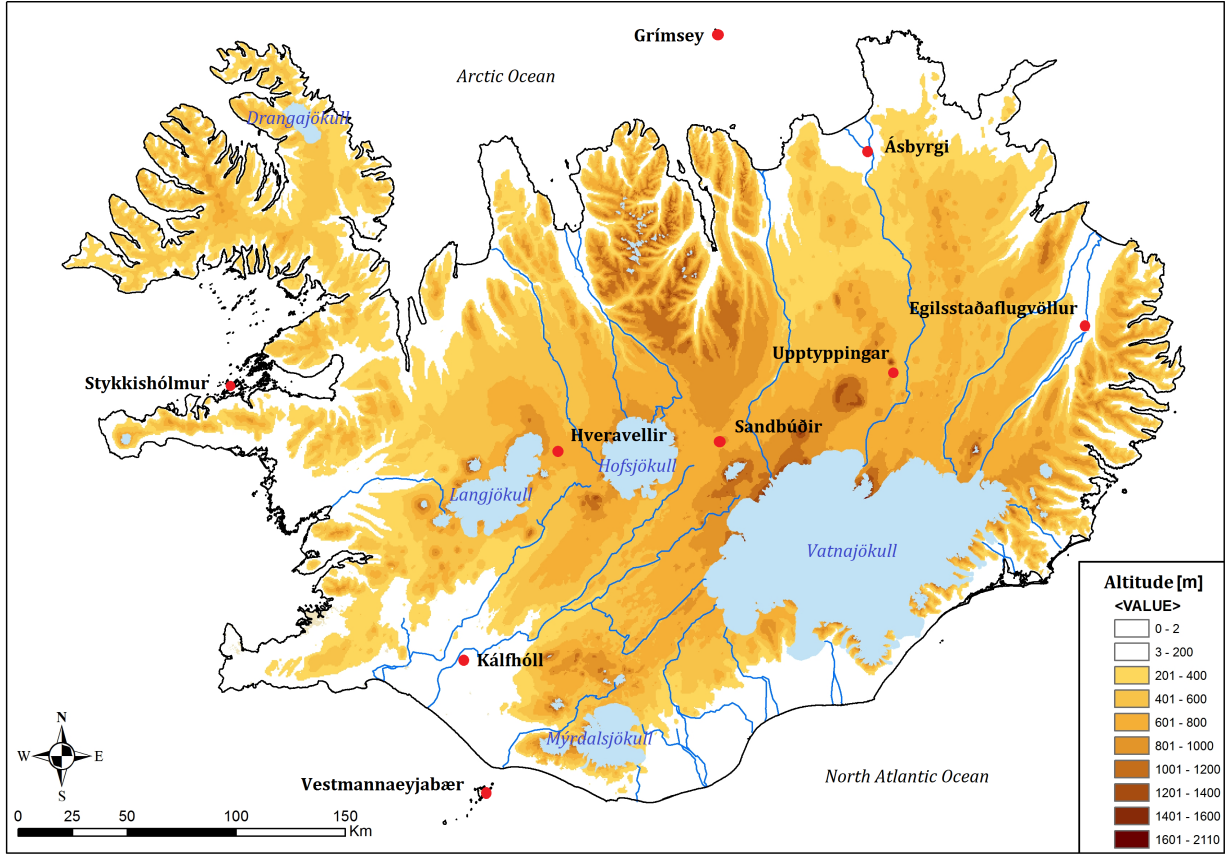 Grímsey
Arctic Ocean
Drangajökull
Ásbyrgi
Egilsstaðaflugvöllur
Upptyppingar
Stykkishólmur
Sandbúðir
Hveravellir
Hofsjökull
Langjökull
Vatnajökull
Kálfhóll
Mýrdalsjökull
Vestmannaeyjabær
North Atlantic Ocean
N
W E
S
0 25 50 100 150
Km
Altitude [m]
<VALUE>
0 - 2
3 - 200
201 - 400
401 - 600
601 - 800
801 - 1000
1001 - 1200
1201 - 1400
1401 - 1600
1601 - 2110